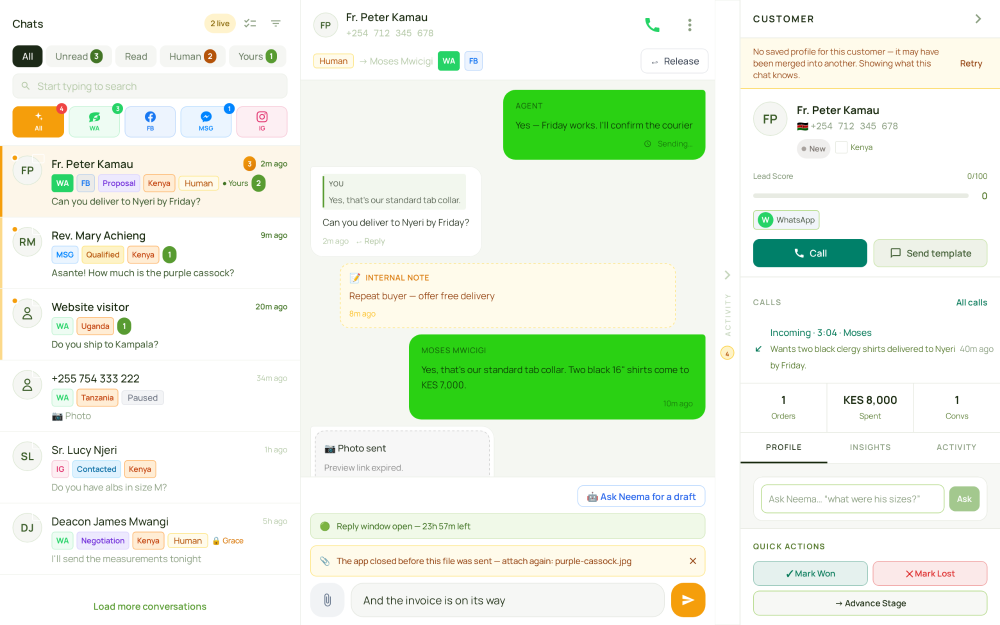 Chats
2 live
All
Unread 3
Read
Human 2
Yours 1
Start typing to search
All
4
WA
3
FB
MSG
1
IG
FP
Fr. Peter Kamau
3
2m ago
WA
FB
Proposal
Kenya
Human
Yours
2
Can you deliver to Nyeri by Friday?
RM
Rev. Mary Achieng
9m ago
MSG
Qualified
Kenya
1
Asante! How much is the purple cassock?
Website visitor
20m ago
WA
Uganda
1
Do you ship to Kampala?
+255 754 333 222
34m ago
WA
Tanzania
Paused
📷 Photo
SL
Sr. Lucy Njeri
1h ago
IG
Contacted
Kenya
Do you have albs in size M?
DJ
Deacon James Mwangi
5h ago
WA
Negotiation
Kenya
Human
🔒 Grace
I'll send the measurements tonight
Load more conversations
FP
Fr. Peter Kamau
+254 712 345 678
Human
→ Moses Mwicigi
WA
FB
↩ Release
AGENT
Yes — Friday works. I'll confirm the courier
Sending…
YOU
Yes, that's our standard tab collar.
Can you deliver to Nyeri by Friday?
2m ago
↩ Reply
📝 INTERNAL NOTE
Repeat buyer — offer free delivery
8m ago
MOSES MWICIGI
Yes, that's our standard tab collar. Two black 16" shirts come to
KES 7,000.
10m ago
📷 Photo sent
Preview link expired.
🤖 Ask Neema for a draft
Reply window open — 23h 57m left
The app closed before this file was sent — attach again: purple-cassock.jpg
And the invoice is on its way
ACTIVITY
4
CUSTOMER
No saved profile for this customer — it may have
been merged into another. Showing what this
chat knows.
Retry
FP
Fr. Peter Kamau
🇰🇪 +254 712 345 678
New
Kenya
Lead Score
0/100
0
W WhatsApp
Call
Send template
CALLS
All calls
Incoming · 3:04 · Moses
Wants two black clergy shirts delivered to Nyeri
by Friday.
40m ago
1
Orders
KES 8,000
Spent
1
Convs
PROFILE
INSIGHTS
ACTIVITY
Ask Neema… "what were his sizes?"
Ask
QUICK ACTIONS
✓ Mark Won
✕ Mark Lost
→ Advance Stage